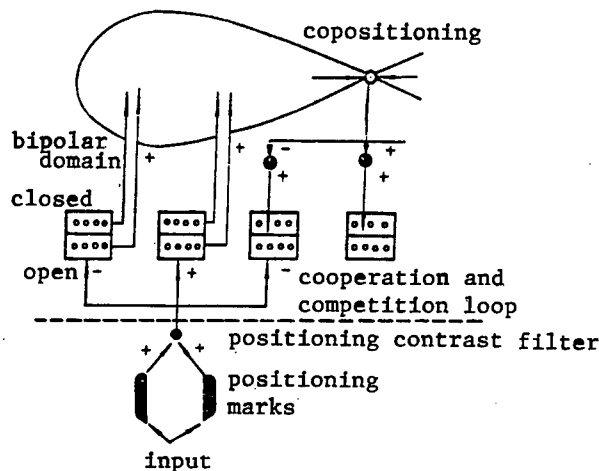 copositioning
bipolar
domain
+
+
-
+
+
+
closed
open
-
+
-
cooperation and
competition loop
positioning contrast filter
+
+
positioning
marks
input